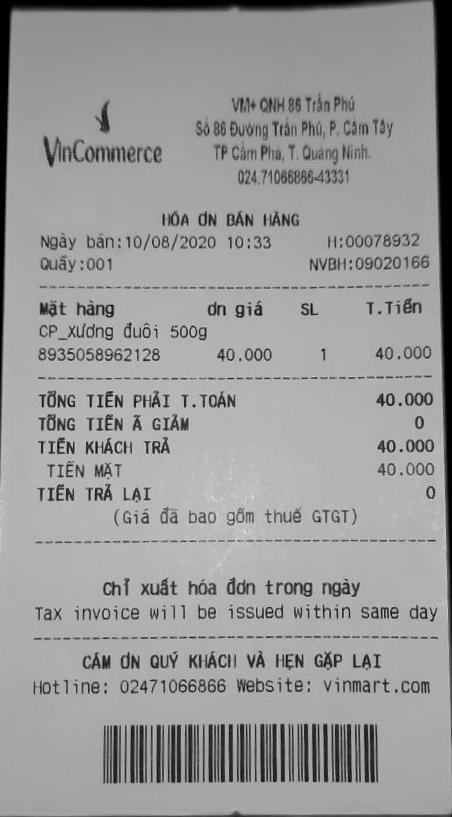 VinCommerce
VM+ QNH 86 Trần Phú
Số 86 Đường Trần Phú, P. Cẩm Tây
TP Cẩm Phả, T. Quảng Ninh.
024.71066866-43331
HÓA ƠN BÁN HÀNG
Ngày bán:10/08/2020 10:33 H:00078932
Quầy:001 NVBH:09020166
Mặt hàng ơn giá SL T.Tiền
CP_Xương đuôi 500g
8935058962128 40.000 1 40.000
TỔNG TIỀN PHẢI T.TOÁN 40.000
TỔNG TIỀN Ã GIẢM 0
TIỀN KHÁCH TRẢ 40.000
TIỀN MẶT 40.000
TIỀN TRẢ LẠI 0
(Giá đã bao gồm thuế GTGT)
Chỉ xuất hóa đơn trong ngày
Tax invoice will be issued within same day
CẢM ƠN QUÝ KHÁCH VÀ HẸN GẶP LẠI
Hotline: 02471066866 Website: vinmart.com